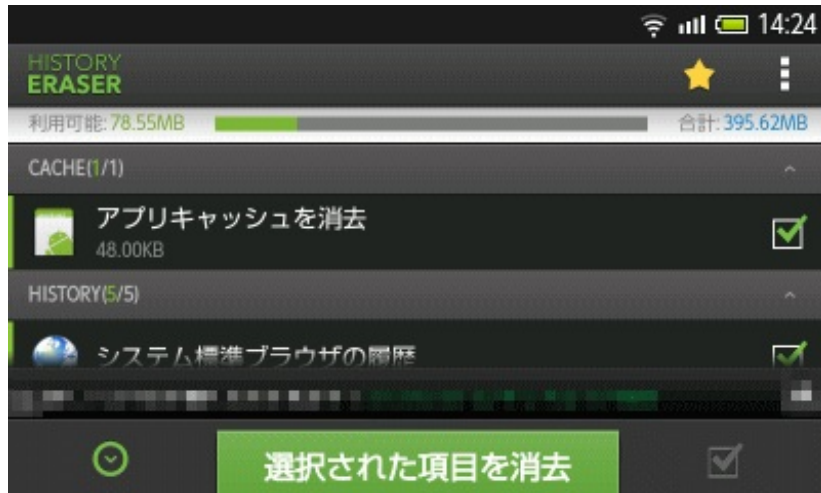 14:24
HISTORY
ERASER
利用可能: 78.55MB 合計: 395.62MB
CACHE(1/1)
アプリキャッシュを消去
48.00KB
HISTORY(5/5)
システム標準ブラウザの履歴
選択された項目を消去